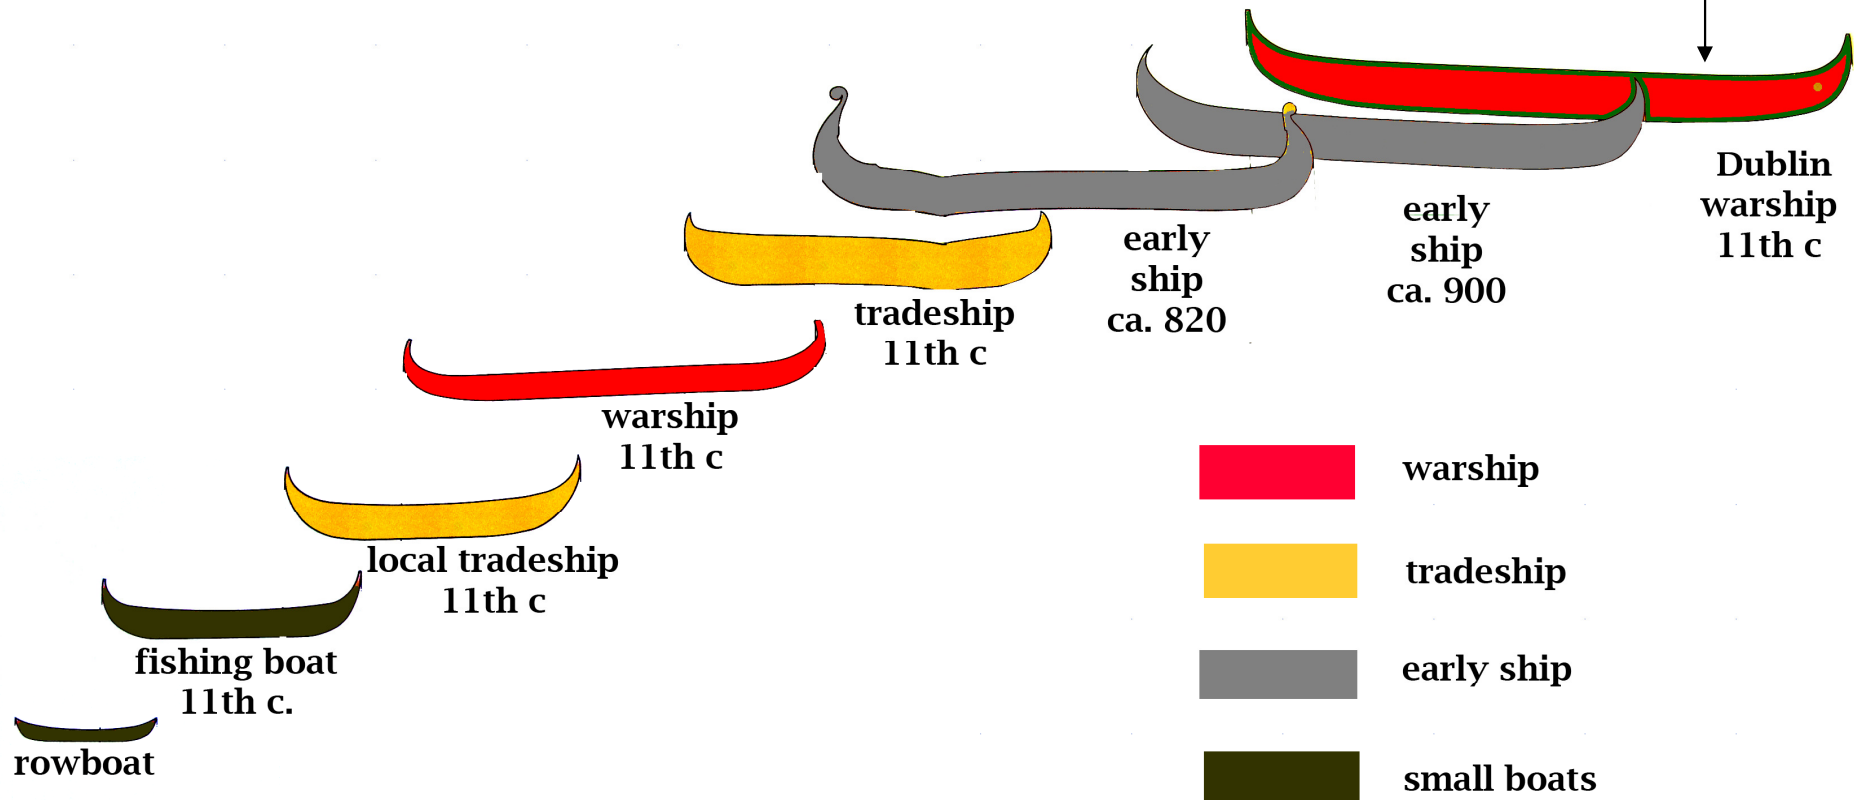 Dublin
warship
11th c
early
ship
ca. 900
early
ship
ca. 820
tradeship
11th c
warship
11th c
local tradeship
11th c
fishing boat
11th c.
rowboat
warship
tradeship
early ship
small boats